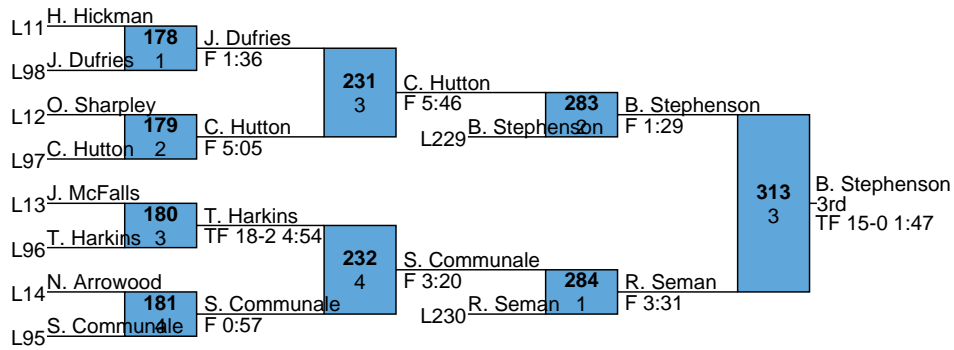 H. Hickman
L11
178
1
J. Dufries
L98
J. Dufries
F 1:36
231
3
O. Sharpley
L12
179
2
C. Hutton
L97
C. Hutton
F 5:05
C. Hutton
F 5:46
283
2
B. Stephenson
L229
B. Stephenson
F 1:29
J. McFalls
L13
180
3
T. Harkins
L96
T. Harkins
TF 18-2 4:54
232
4
N. Arrowood
L14
181
4
S. Communale
L95
S. Communale
F 0:57
S. Communale
F 3:20
284
1
R. Seman
L230
R. Seman
F 3:31
313
3
B. Stephenson
3rd
TF 15-0 1:47